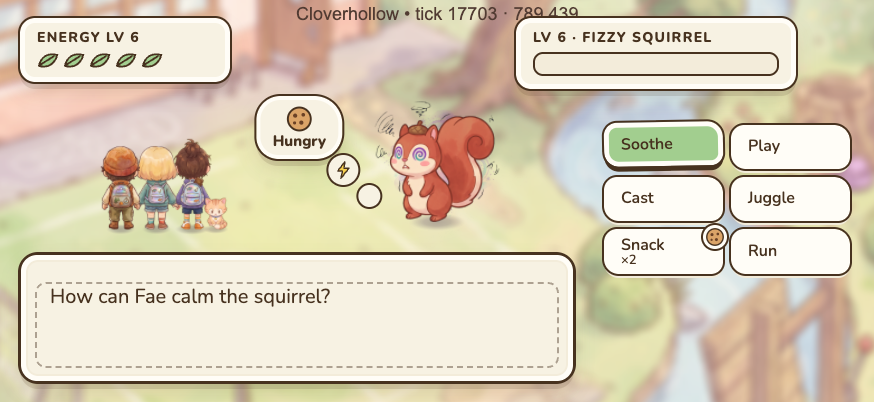 Cloverhollow • tick 17703 · 789,439
ENERGY LV 6
LV 6 · FIZZY SQUIRREL
Hungry
Soothe
Play
Cast
Juggle
Snack
×2
Run
How can Fae calm the squirrel?